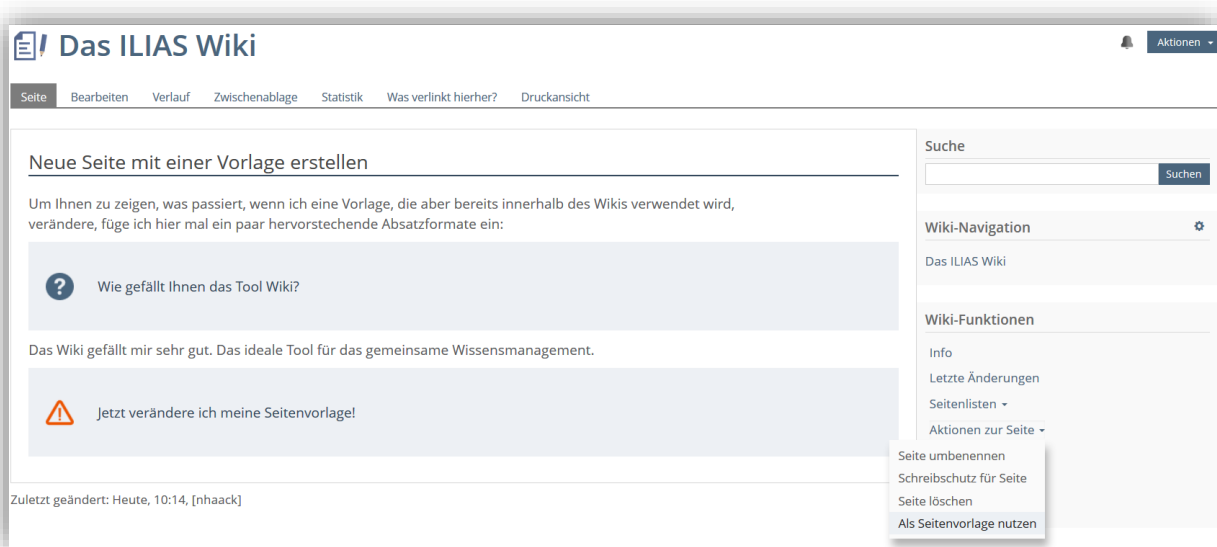 Das ILIAS Wiki
Aktionen
Seite Bearbeiten Verlauf Zwischenablage Statistik Was verlinkt hierher? Druckansicht
Neue Seite mit einer Vorlage erstellen
Um Ihnen zu zeigen, was passiert, wenn ich eine Vorlage, die aber bereits innerhalb des Wikis verwendet wird,
verändere, füge ich hier mal ein paar hervorstechende Absatzformate ein:
Wie gefällt Ihnen das Tool Wiki?
Das Wiki gefällt mir sehr gut. Das ideale Tool für das gemeinsame Wissensmanagement.
Jetzt verändere ich meine Seitenvorlage!
Zuletzt geändert: Heute, 10:14, [nhaack]
Suche
Suchen
Wiki-Navigation
Das ILIAS Wiki
Wiki-Funktionen
Info
Letzte Änderungen
Seitenlisten
Aktionen zur Seite
Seite umbenennen
Schreibschutz für Seite
Seite löschen
Als Seitenvorlage nutzen